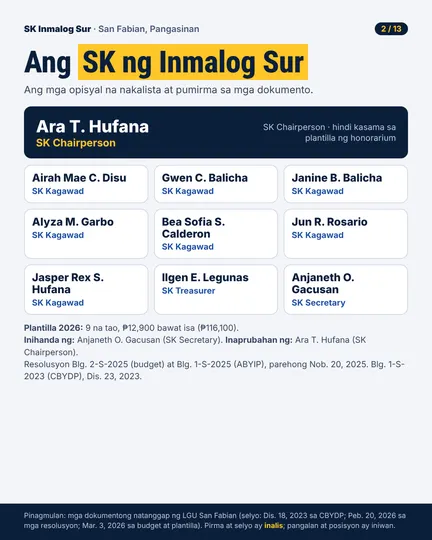 SK Inmalog Sur · San Fabian, Pangasinan
2 / 13
Ang SK ng Inmalog Sur
Ang mga opisyal na nakalista at pumirma sa mga dokumento.
Ara T. Hufana
SK Chairperson
SK Chairperson · hindi kasama sa
plantilla ng honorarium
Airah Mae C. Disu
SK Kagawad
Gwen C. Balicha
SK Kagawad
Janine B. Balicha
SK Kagawad
Alyza M. Garbo
SK Kagawad
Bea Sofia S.
Calderon
SK Kagawad
Jun R. Rosario
SK Kagawad
Jasper Rex S.
Hufana
SK Kagawad
Ilgen E. Legunas
SK Treasurer
Anjaneth O.
Gacusan
SK Secretary
Plantilla 2026: 9 na tao, ₱12,900 bawat isa (₱116,100).
Inihanda ng: Anjaneth O. Gacusan (SK Secretary). Inaprubahan ng: Ara T. Hufana (SK
Chairperson).
Resolusyon Blg. 2-S-2025 (budget) at Blg. 1-S-2025 (ABYIP), parehong Nob. 20, 2025. Blg. 1-S-
2023 (CBYDP), Dis. 23, 2023.
Pinagmulan: mga dokumentong natanggap ng LGU San Fabian (selyo: Dis. 18, 2023 sa CBYDP; Peb. 20, 2026 sa
mga resolusyon; Mar. 3, 2026 sa budget at plantilla). Pirma at selyo ay inalis; pangalan at posisyon ay iniwan.